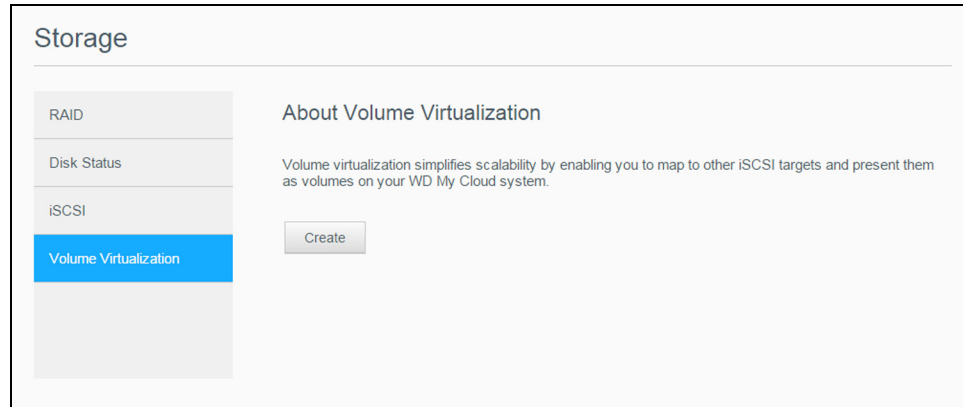 Storage
RAID
Disk Status
iSCSI
Volume Virtualization
About Volume Virtualization
Volume virtualization simplifies scalability by enabling you to map to other iSCSI targets and present them
as volumes on your WD My Cloud system.
Create